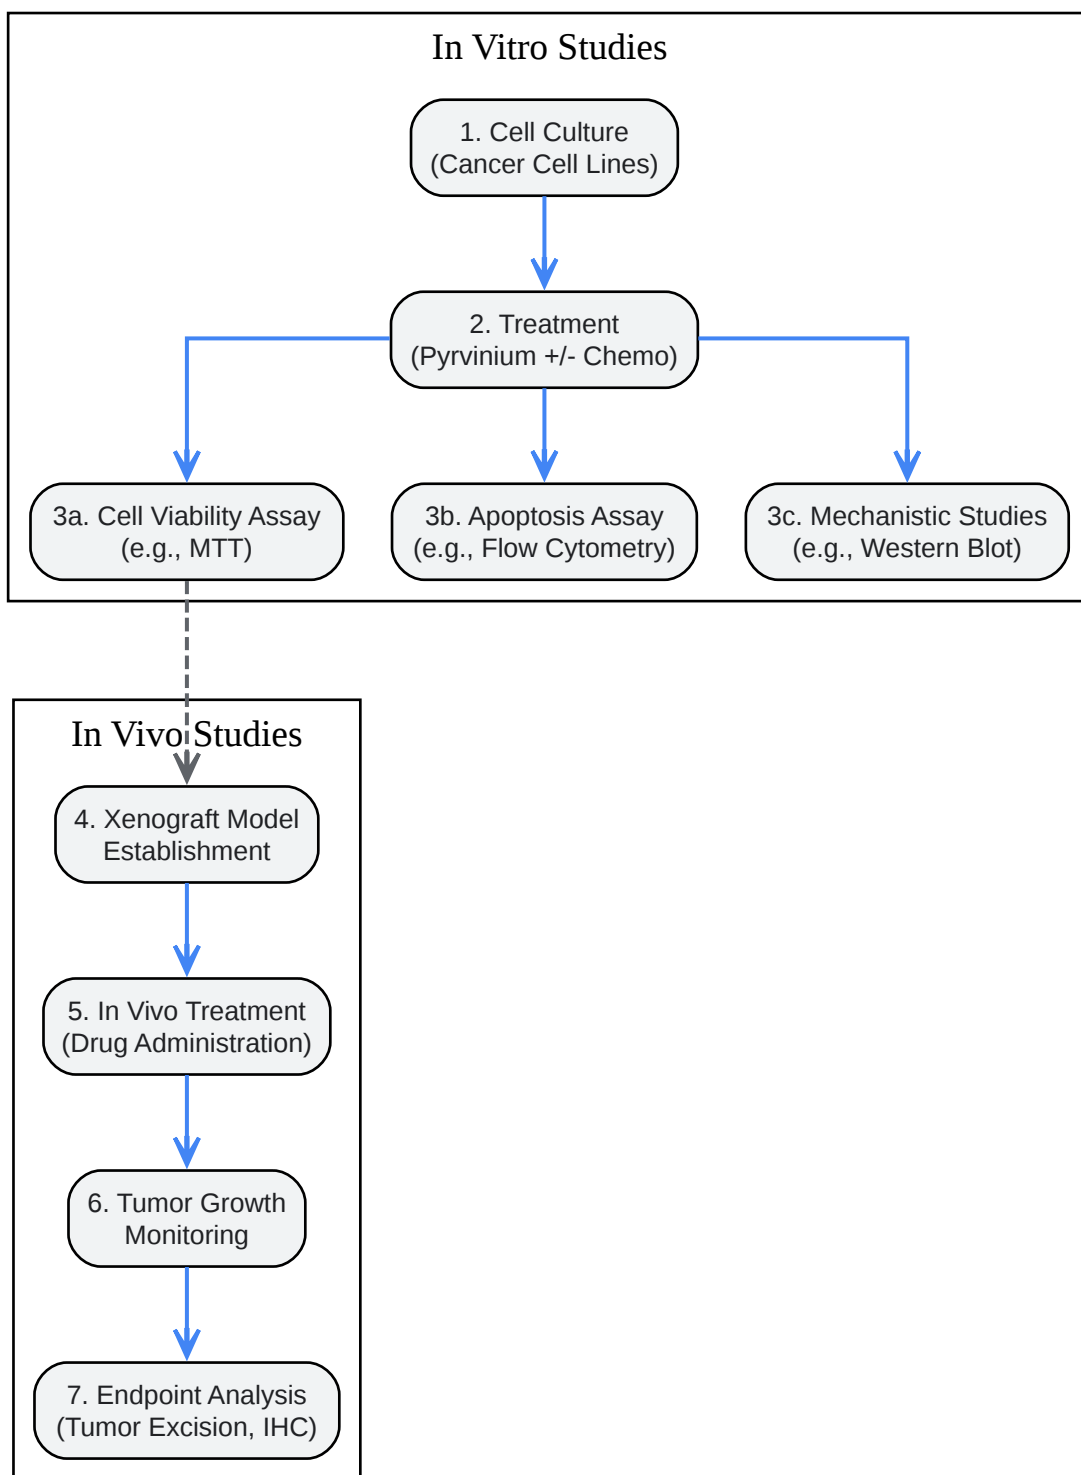 In Vitro Studies
1. Cell Culture
(Cancer Cell Lines)
2. Treatment
(Pyrvinium +/- Chemo)
3a. Cell Viability Assay
(e.g., MTT)
3b. Apoptosis Assay
(e.g., Flow Cytometry)
3c. Mechanistic Studies
(e.g., Western Blot)
In Vivo Studies
4. Xenograft Model
Establishment
5. In Vivo Treatment
(Drug Administration)
6. Tumor Growth
Monitoring
7. Endpoint Analysis
(Tumor Excision, IHC)